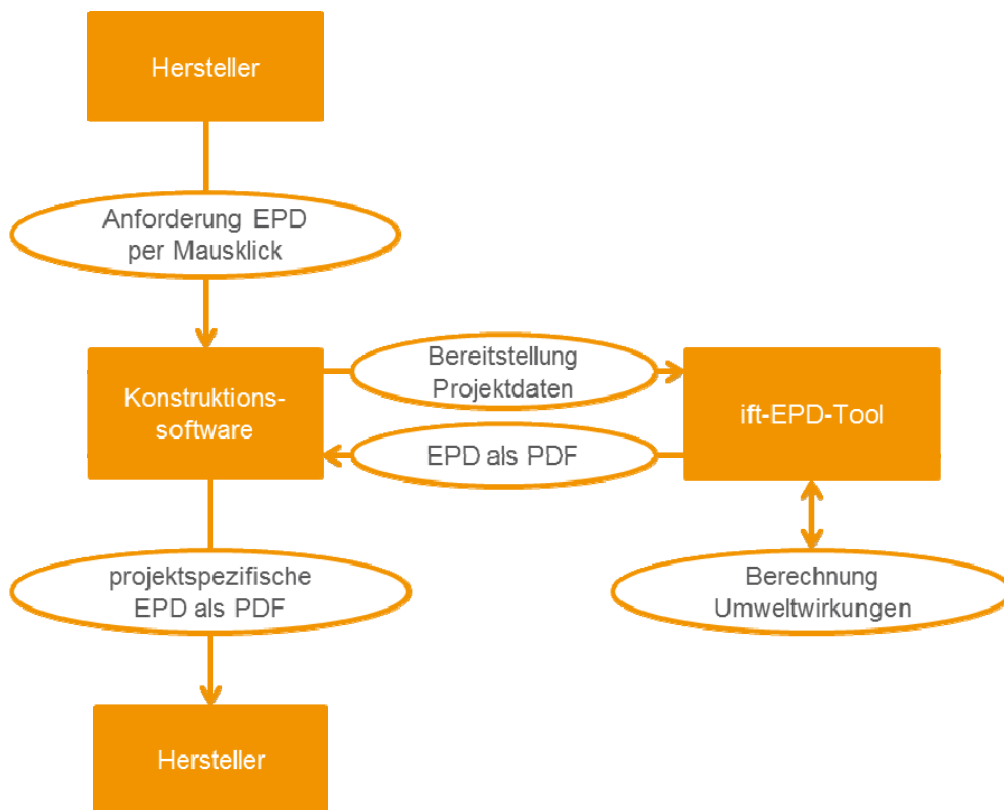 Hersteller
Anforderung EPD
per Mausklick
Konstruktions-
software
Bereitstellung
Projektdaten
ift-EPD-Tool
EPD als PDF
projektspezifische
EPD als PDF
Berechnung
Umweltwirkungen
Hersteller